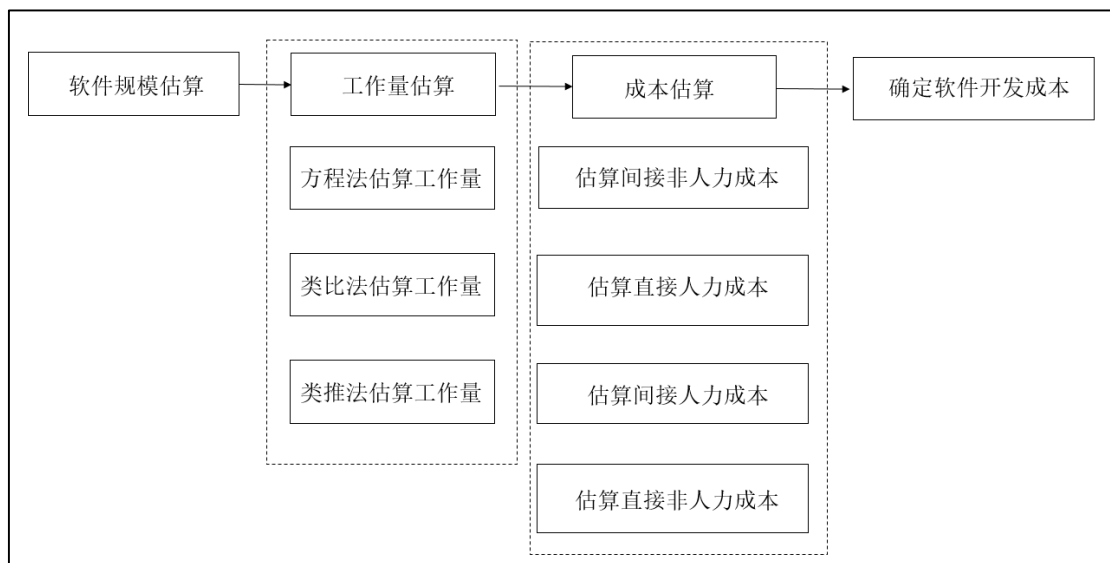 软件规模估算
工作量估算
成本估算
确定软件开发成本
方程法估算工作量
类比法估算工作量
类推法估算工作量
估算间接非人力成本
估算直接人力成本
估算间接人力成本
估算直接非人力成本